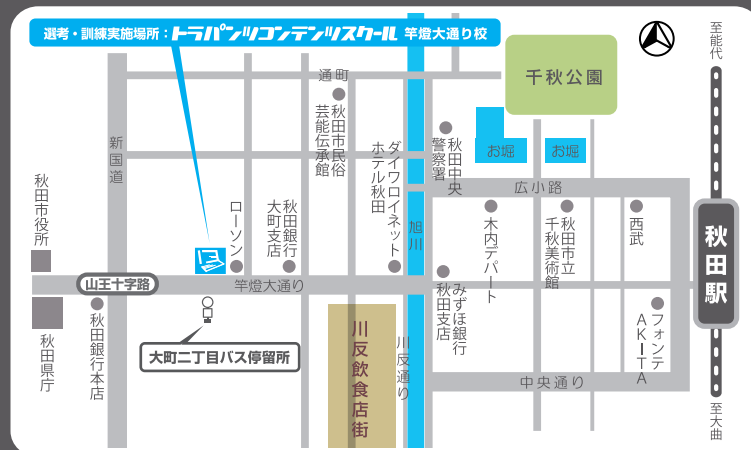 選考・訓練実施場所：トラパンツコンテンツスクール 竿燈大通り校
至能代
千秋公園
通町
秋田市民俗
芸能伝承館
新国道
秋田中央
警察署
お堀
お堀
ダイワロイネット
ホテル秋田
広小路
秋田市役所
ローソン
秋田銀行
大町支店
旭川
木内デパート
秋田市立
千秋美術館
西武
秋田駅
山王十字路
竿燈大通り
みずほ銀行
秋田支店
フォンテ
AKITA
秋田県庁
秋田銀行本店
大町二丁目バス停留所
川反飲食店街
川反通り
中央通り
至大曲